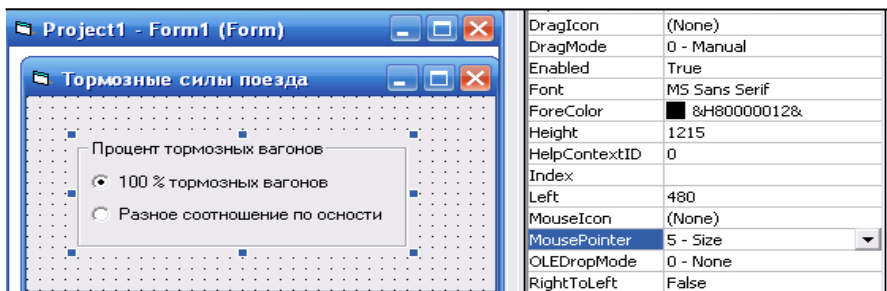 Project1 - Form1 (Form)
Тормозные силы поезда
Процент тормозных вагонов
100 % тормозных вагонов
Разное соотношение по осности
DragIcon (None)
DragMode 0 - Manual
Enabled True
Font MS Sans Serif
ForeColor &H80000012&
Height 1215
HelpContextID 0
Index
Left 480
MouseIcon (None)
MousePointer 5 - Size
OLEDropMode 0 - None
RightToLeft False